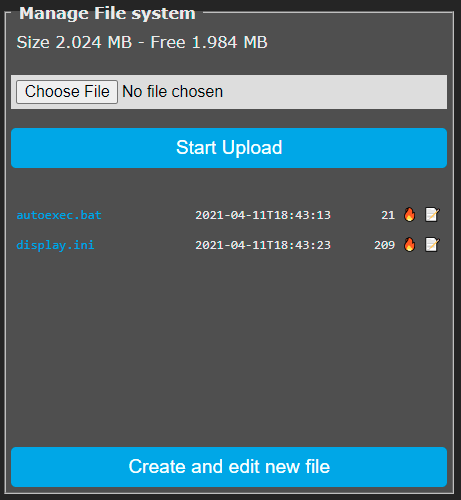 Manage File system
Size 2.024 MB - Free 1.984 MB
Choose File No file chosen
Start Upload
autoexec.bat 2021-04-11T18:43:13 21
display.ini 2021-04-11T18:43:23 209
Create and edit new file